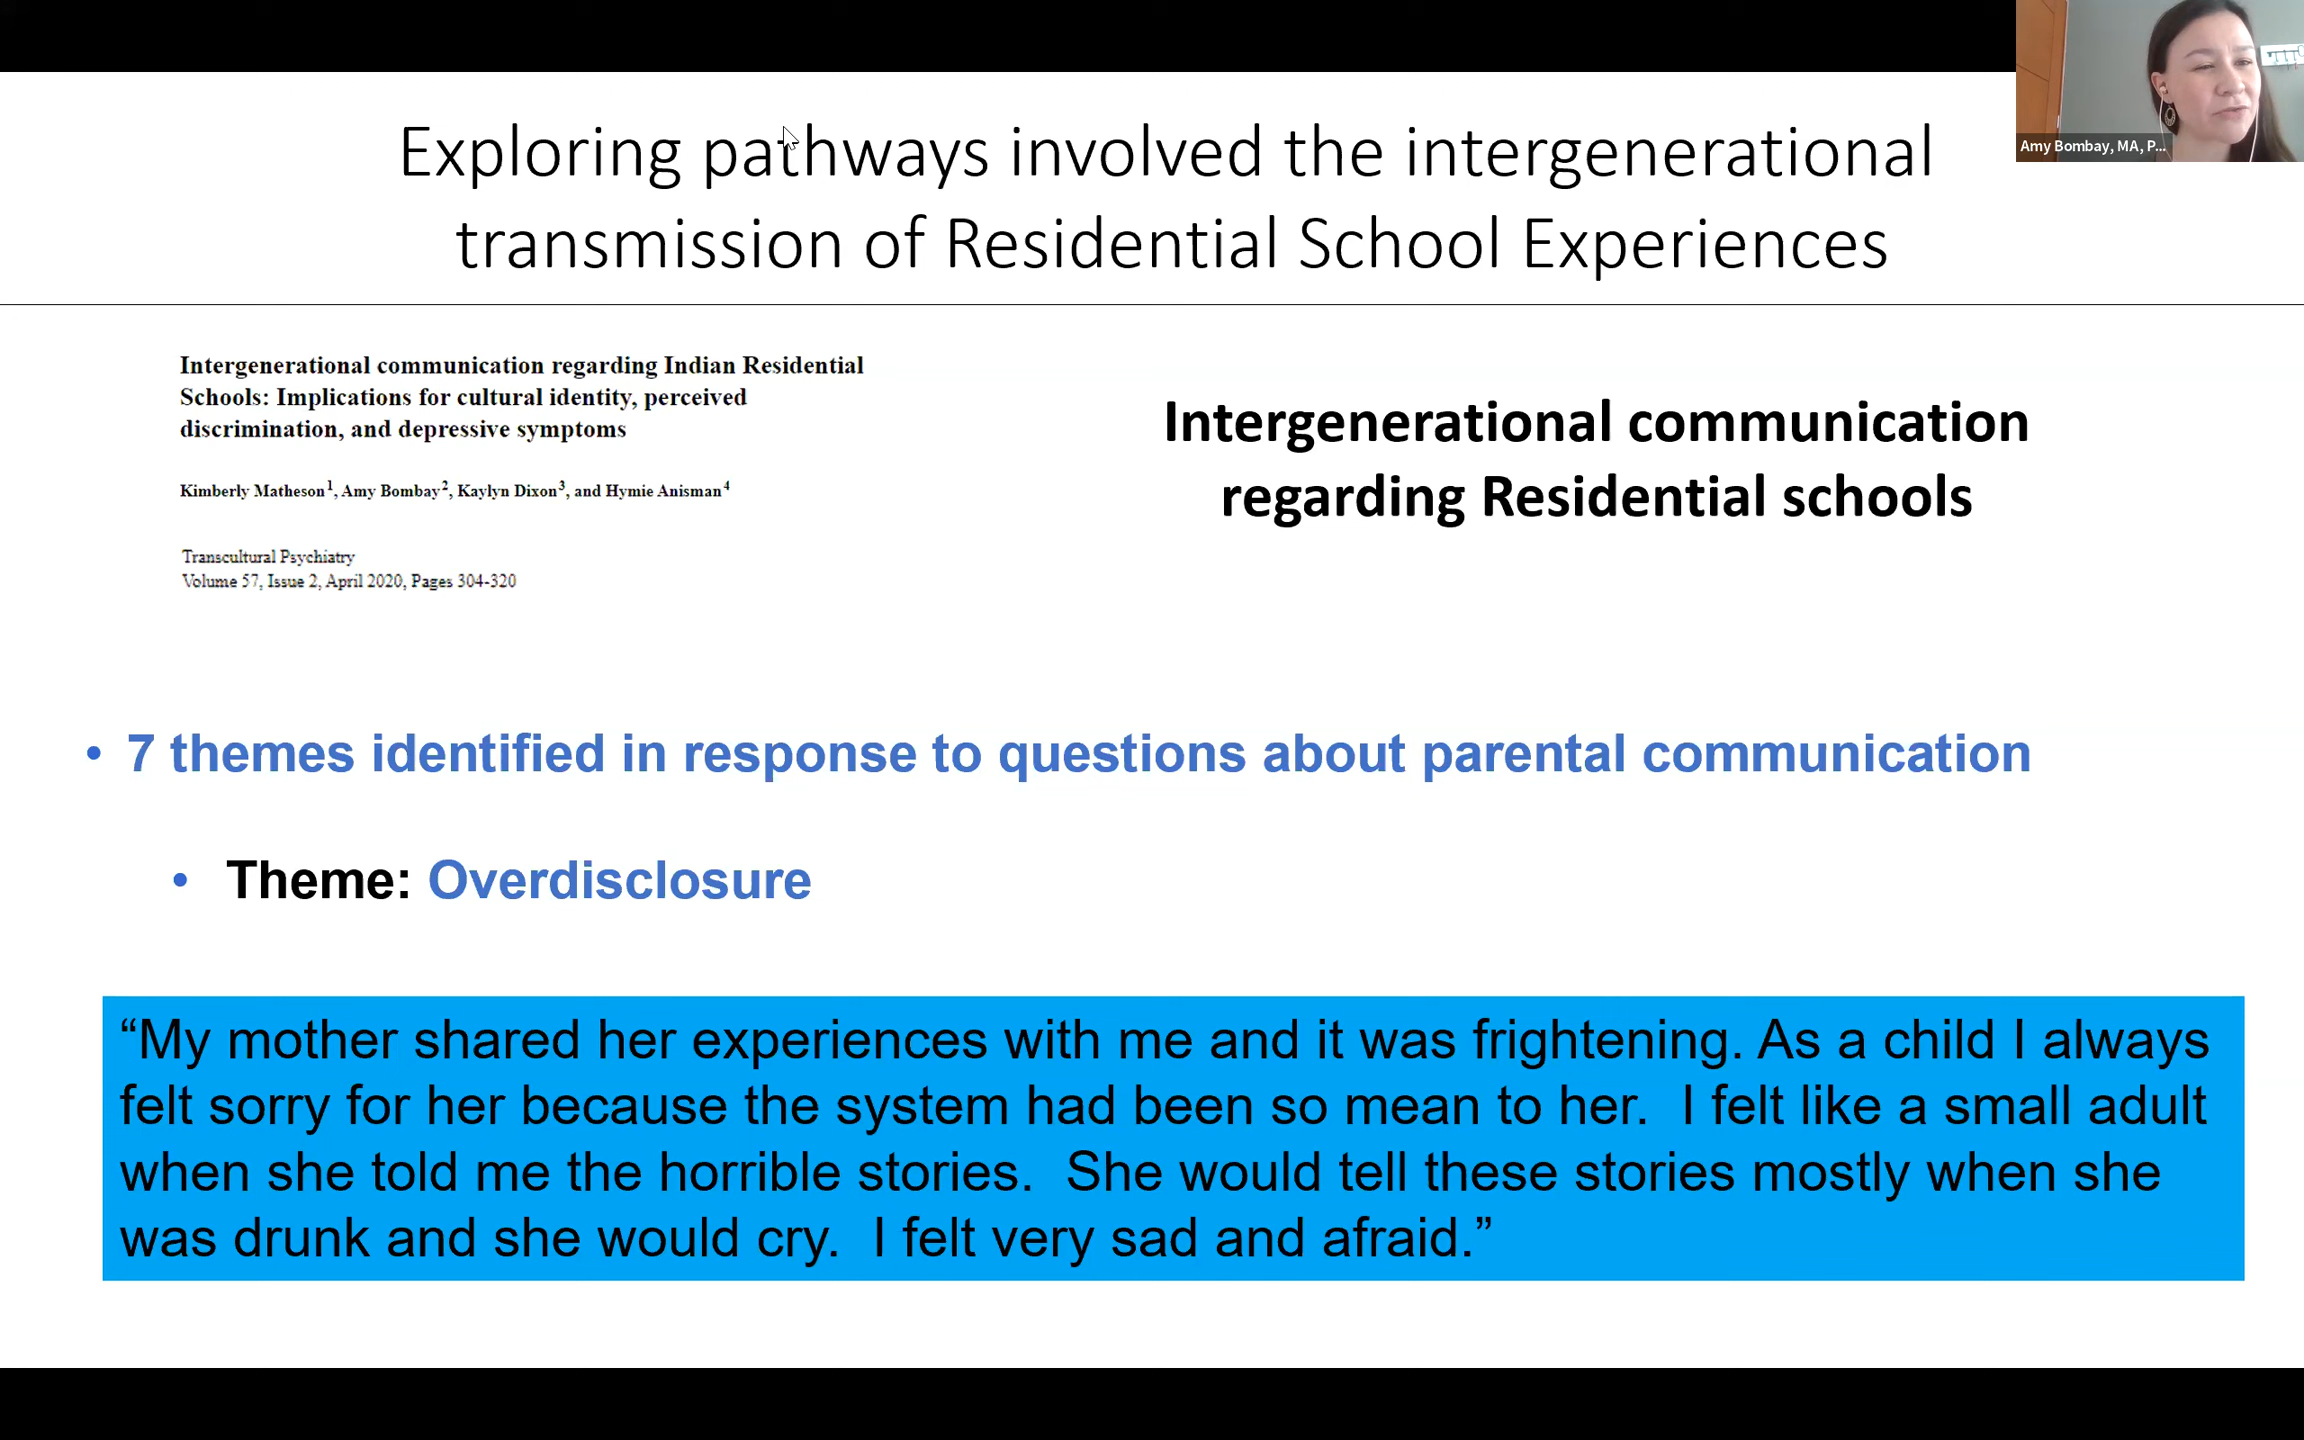 Exploring pathways involved the intergenerational
transmission of Residential School Experiences
Amy Bombay, MA, P...
Intergenerational communication regarding Indian Residential
Schools: Implications for cultural identity, perceived
discrimination, and depressive symptoms
Kimberly Matheson1, Amy Bombay2, Kaylyn Dixon3, and Hymie Anisman4
Transcultural Psychiatry
Volume 57, Issue 2, April 2020, Pages 304-320
Intergenerational communication
regarding Residential schools
• 7 themes identified in response to questions about parental communication
• Theme: Overdisclosure
“My mother shared her experiences with me and it was frightening. As a child I always
felt sorry for her because the system had been so mean to her.  I felt like a small adult
when she told me the horrible stories.  She would tell these stories mostly when she
was drunk and she would cry.  I felt very sad and afraid.”